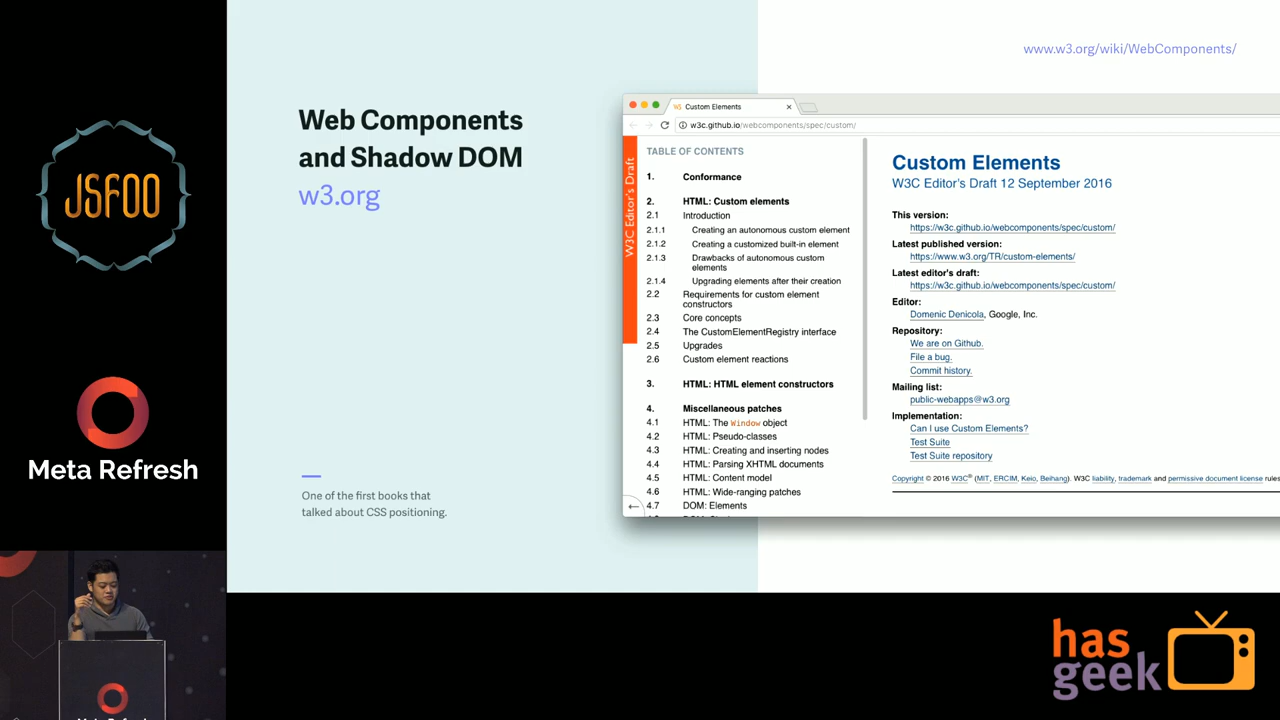 JSFOO
Meta Refresh
Meta Refresh
Web Components
and Shadow DOM
w3.org
One of the first books that
talked about CSS positioning.
www.w3.org/wiki/WebComponents/
W3 Custom Elements
w3c.github.io/webcomponents/spec/custom/
W3C Editor's Draft
TABLE OF CONTENTS
1. Conformance
2. HTML: Custom elements
2.1 Introduction
2.1.1 Creating an autonomous custom element
2.1.2 Creating a customized built-in element
2.1.3 Drawbacks of autonomous custom
elements
2.1.4 Upgrading elements after their creation
2.2 Requirements for custom element
constructors
2.3 Core concepts
2.4 The CustomElementRegistry interface
2.5 Upgrades
2.6 Custom element reactions
3. HTML: HTML element constructors
4. Miscellaneous patches
4.1 HTML: The Window object
4.2 HTML: Pseudo-classes
4.3 HTML: Creating and inserting nodes
4.4 HTML: Parsing XHTML documents
4.5 HTML: Content model
4.6 HTML: Wide-ranging patches
4.7 DOM: Elements
Custom Elements
W3C Editor's Draft 12 September 2016
This version:
https://w3c.github.io/webcomponents/spec/custom/
Latest published version:
https://www.w3.org/TR/custom-elements/
Latest editor's draft:
https://w3c.github.io/webcomponents/spec/custom/
Editor:
Domenic Denicola, Google, Inc.
Repository:
We are on Github.
File a bug.
Commit history.
Mailing list:
public-webapps@w3.org
Implementation:
Can I use Custom Elements?
Test Suite
Test Suite repository
Copyright © 2016 W3C® (MIT, ERCIM, Keio, Beihang). W3C liability, trademark and permissive document license rules
has
geek